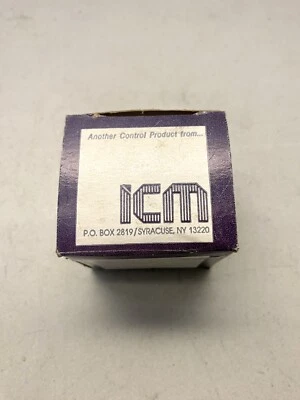 Another Control Product from...
icm
P.O. BOX 2819/SYRACUSE, NY 13220